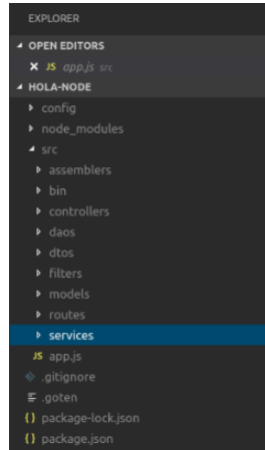 EXPLORER
OPEN EDITORS
JS app.js src
HOLA-NODE
config
node_modules
src
assemblers
bin
controllers
daos
dtos
filters
models
routes
services
JS app.js
.gitignore
.goten
{} package-lock.json
{} package.json